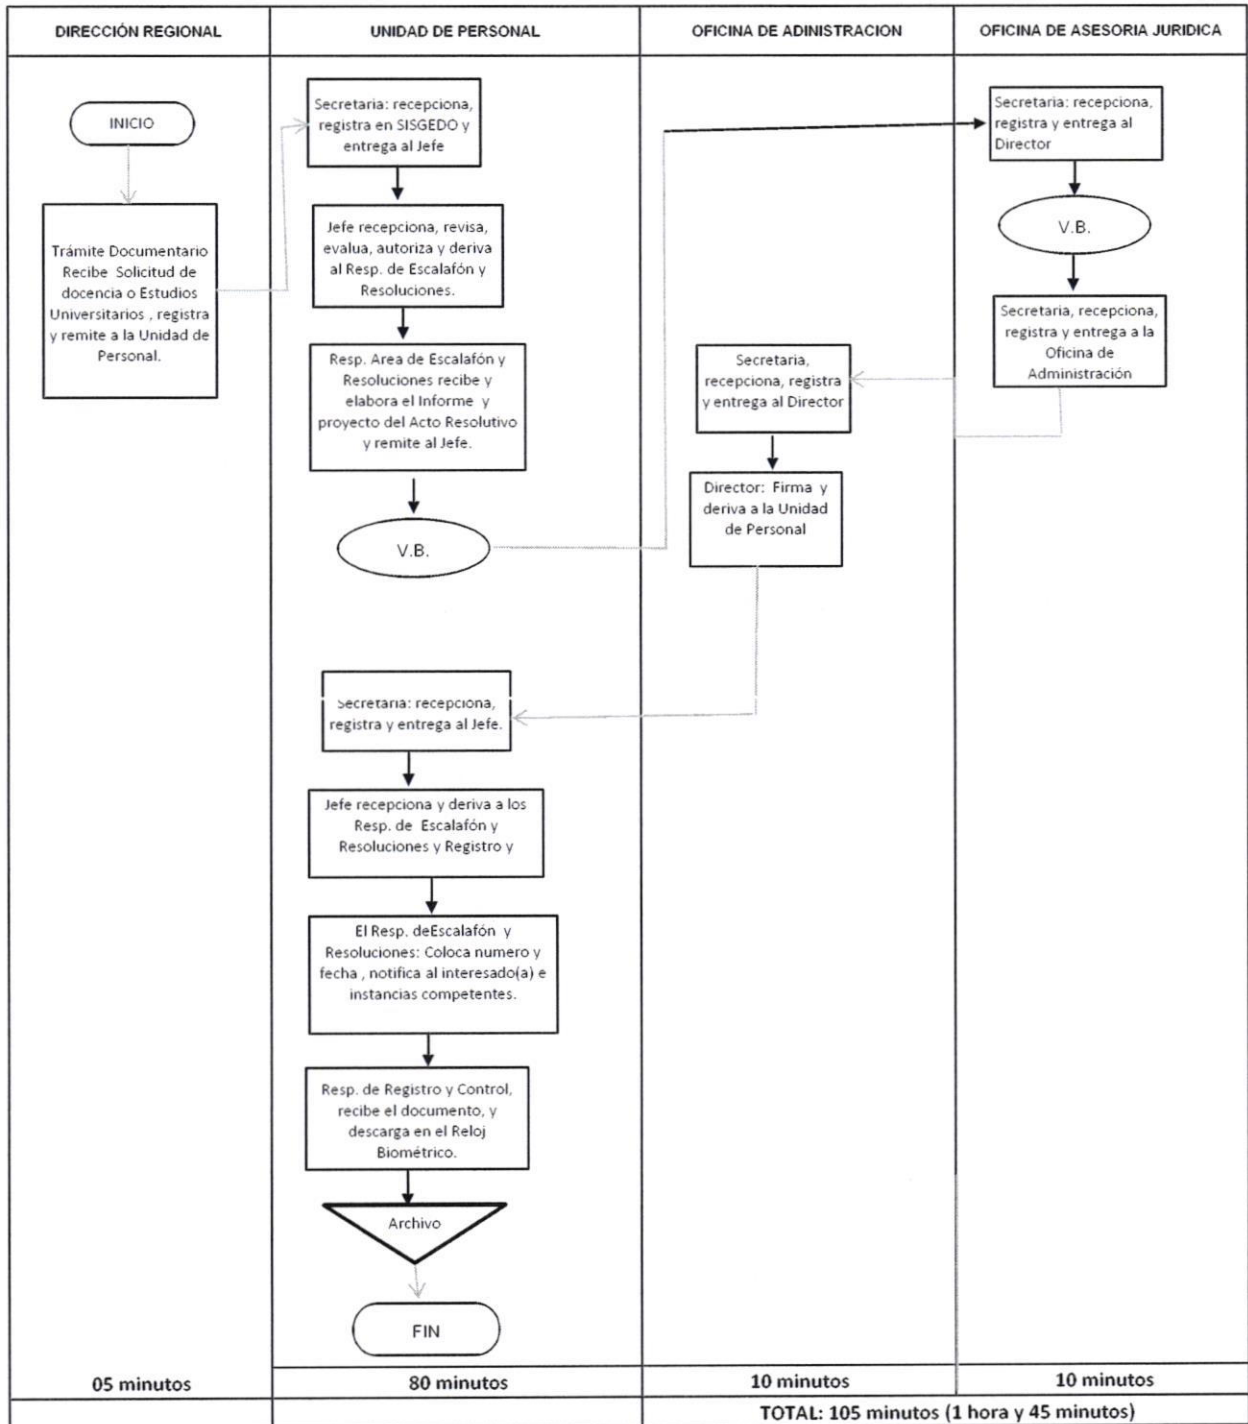 DIRECCIÓN REGIONAL
UNIDAD DE PERSONAL
OFICINA DE ADINISTRACION
OFICINA DE ASESORIA JURIDICA
INICIO
Trámite Documentario
Recibe Solicitud de
docencia o Estudios
Universitarios , registra
y remite a la Unidad de
Personal.
Secretaria: recepciona,
registra en SISGEDO y
entrega al Jefe
Jefe recepciona, revisa,
evalua, autoriza y deriva
al Resp. de Escalafón y
Resoluciones.
Resp. Area de Escalafón y
Resoluciones recibe y
elabora el Informe y
proyecto del Acto Resolutivo
y remite al Jefe.
V.B.
Secretaria: recepciona,
registra y entrega al
Director
V.B.
Secretaria, recepciona,
registra y entrega a la
Oficina de
Administración
Secretaria,
recepciona, registra
y entrega al Director
Director: Firma y
deriva a la Unidad
de Personal
Secretaria: recepciona,
registra y entrega al Jefe.
Jefe recepciona y deriva a los
Resp. de Escalafón y
Resoluciones y Registro y
El Resp. deEscalafón y
Resoluciones: Coloca numero y
fecha , notifica al interesado(a) e
instancias competentes.
Resp. de Registro y Control,
recibe el documento, y
descarga en el Reloj
Biométrico.
Archivo
FIN
05 minutos
80 minutos
10 minutos
10 minutos
TOTAL: 105 minutos (1 hora y 45 minutos)